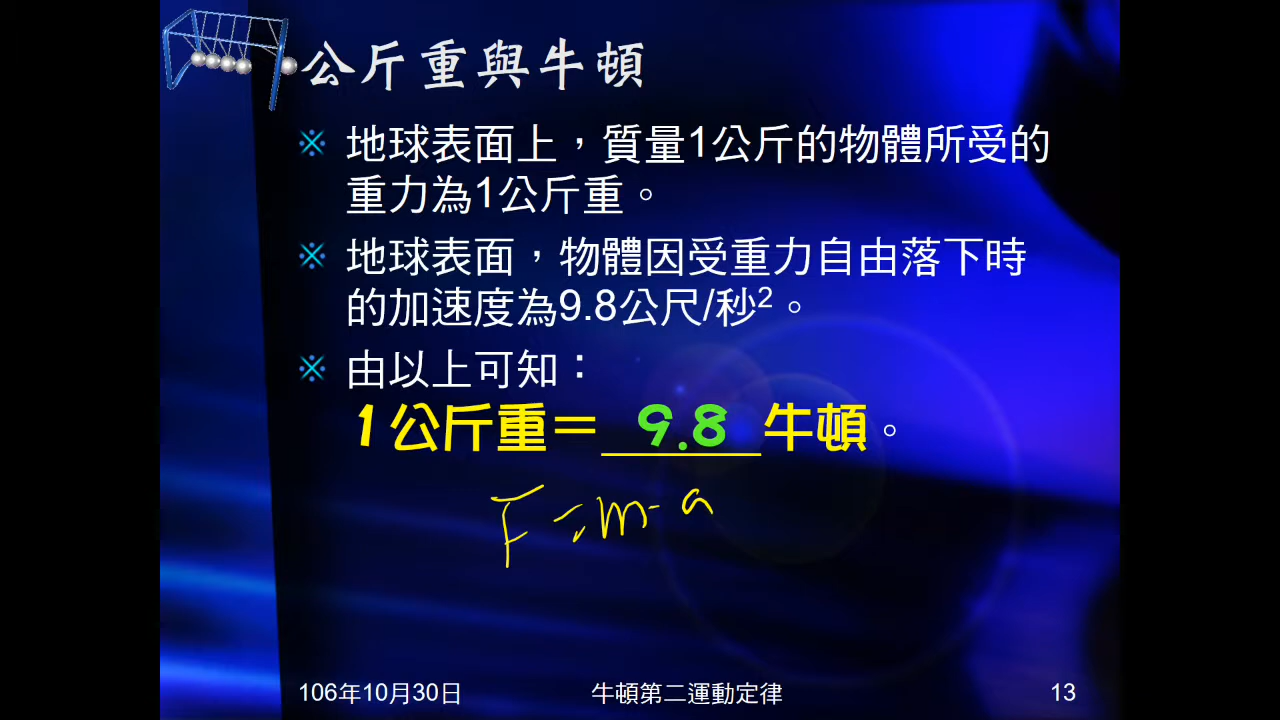 公斤重與牛頓
※ 地球表面上，質量1公斤的物體所受的
重力為1公斤重。
※ 地球表面，物體因受重力自由落下時
的加速度為9.8公尺/秒²。
※ 由以上可知：
1公斤重＝ 9.8 牛頓。
F = m a
106年10月30日
牛頓第二運動定律
13